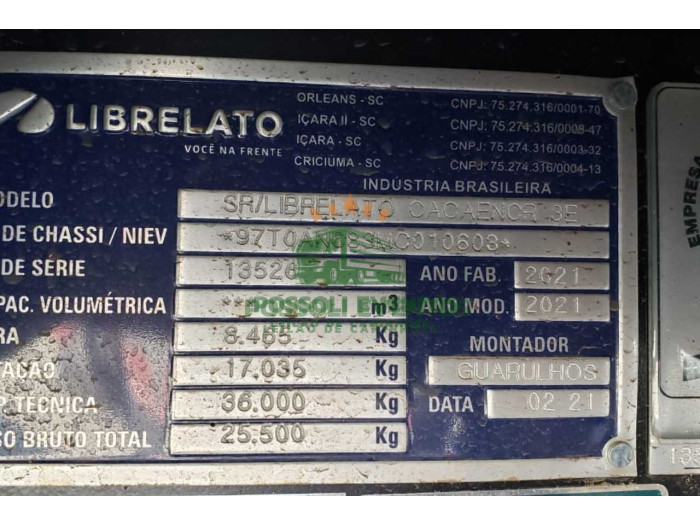 LIBRELATO
VOCÊ NA FRENTE
ORLEANS - SC CNPJ: 75.274.316/0001-70
IÇARA II - SC CNPJ: 75.274.316/0008-47
IÇARA - SC CNPJ: 75.274.316/0003-32
CRICIÚMA - SC CNPJ: 75.274.316/0004-13
INDÚSTRIA BRASILEIRA
ODELO SR/LIBRELATO CACAENCR 3E
DE CHASSI / NIEV
DE SÉRIE ANO FAB. 2021
PAC. VOLUMÉTRICA m³ ANO MOD. 2021
RA 8.465 Kg MONTADOR
TAÇÃO 17.035 Kg GUARULHOS
P TÉCNICA 36.000 Kg DATA 02 21
SO BRUTO TOTAL 25.500 Kg
EMPRES